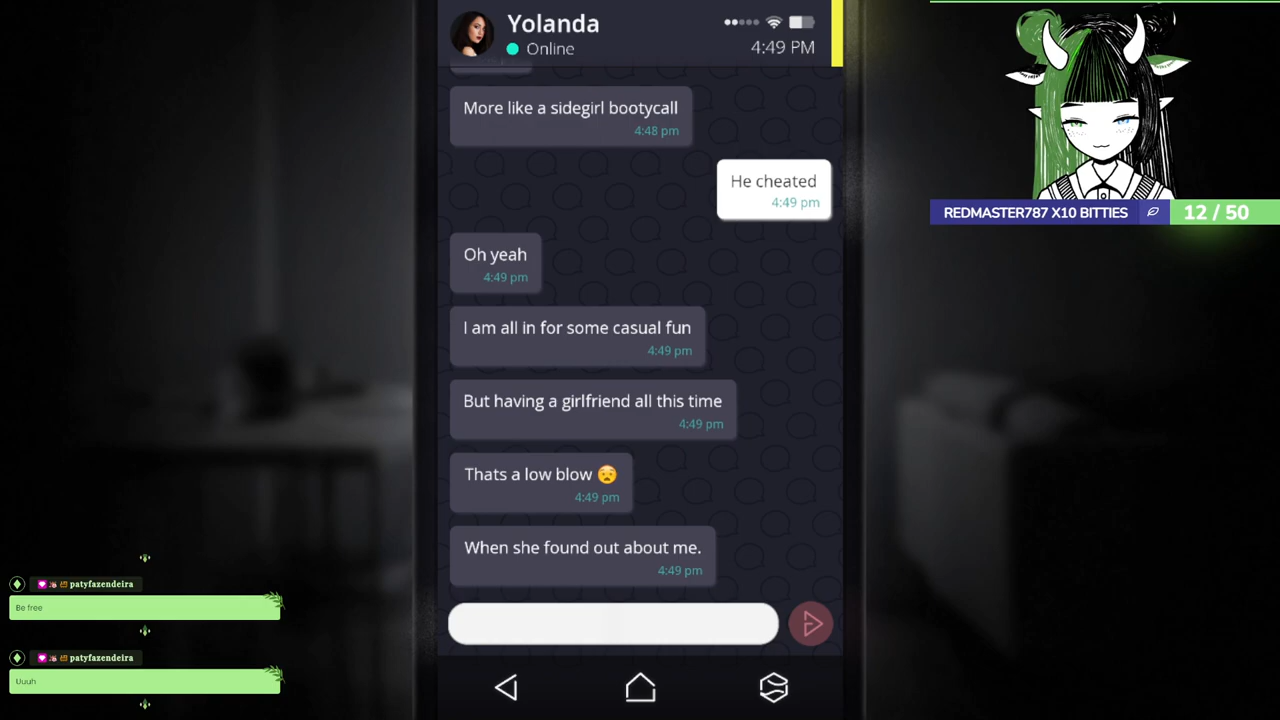 Yolanda
Online
4:49 PM
More like a sidegirl bootycall
4:48 pm
He cheated
4:49 pm
Oh yeah
4:49 pm
I am all in for some casual fun
4:49 pm
But having a girlfriend all this time
4:49 pm
Thats a low blow 😧
4:49 pm
When she found out about me.
4:49 pm
REDMASTER787 X10 BITTIES
12 / 50
patyfazendeira
Be free
patyfazendeira
Uuuh